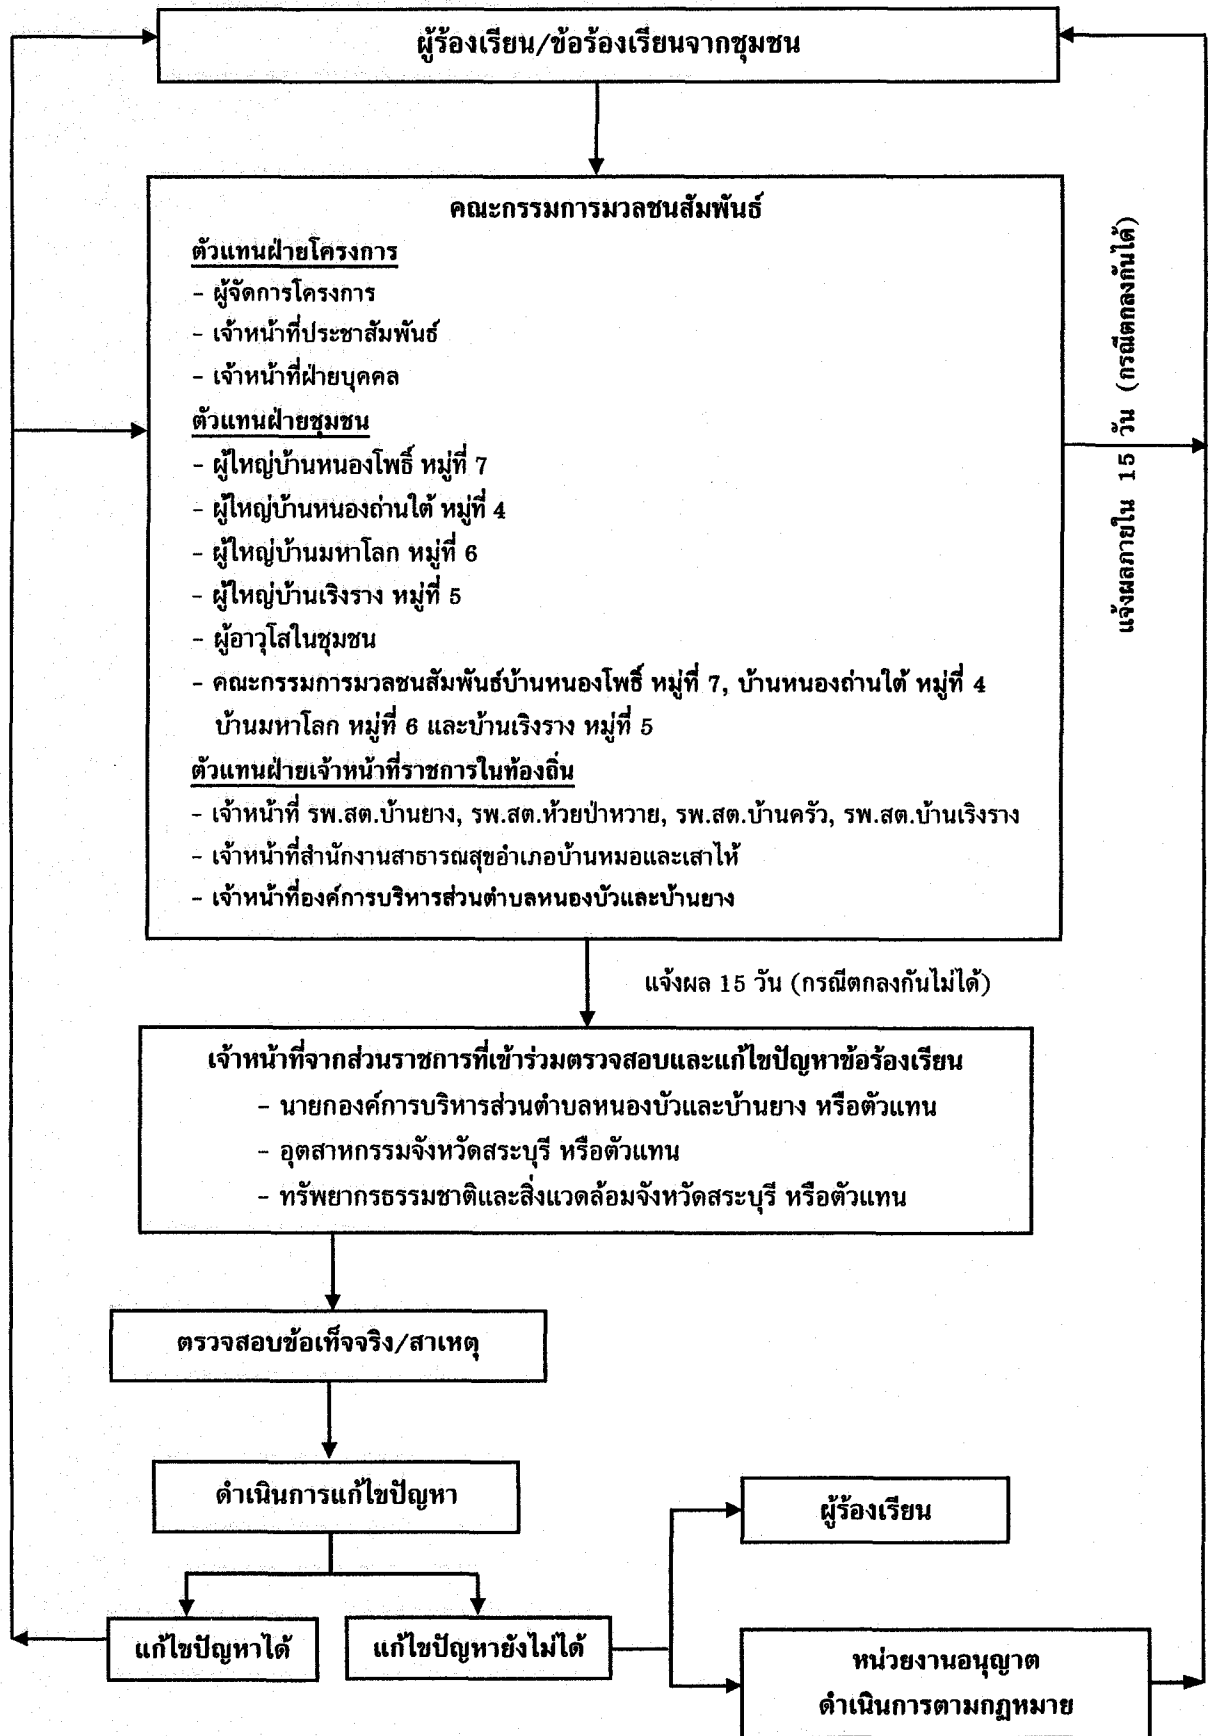 ผู้ร้องเรียน/ข้อร้องเรียนจากชุมชน
คณะกรรมการมวลชนสัมพันธ์
ตัวแทนฝ่ายโครงการ
- ผู้จัดการโครงการ
- เจ้าหน้าที่ประชาสัมพันธ์
- เจ้าหน้าที่ฝ่ายบุคคล
ตัวแทนฝ่ายชุมชน
- ผู้ใหญ่บ้านหนองโพธิ์ หมู่ที่ 7
- ผู้ใหญ่บ้านหนองถ่านใต้ หมู่ที่ 4
- ผู้ใหญ่บ้านมหาโลก หมู่ที่ 6
- ผู้ใหญ่บ้านเริงราง หมู่ที่ 5
- ผู้อาวุโสในชุมชน
- คณะกรรมการมวลชนสัมพันธ์บ้านหนองโพธิ์ หมู่ที่ 7, บ้านหนองถ่านใต้ หมู่ที่ 4
บ้านมหาโลก หมู่ที่ 6 และบ้านเริงราง หมู่ที่ 5
ตัวแทนฝ่ายเจ้าหน้าที่ราชการในท้องถิ่น
- เจ้าหน้าที่ รพ.สต.บ้านยาง, รพ.สต.ห้วยป่าหวาย, รพ.สต.บ้านครัว, รพ.สต.บ้านเริงราง
- เจ้าหน้าที่สำนักงานสาธารณสุขอำเภอบ้านหมอและเสาไห้
- เจ้าหน้าที่องค์การบริหารส่วนตำบลหนองบัวและบ้านยาง
แจ้งผลภายใน 15 วัน (กรณีตกลงกันได้)
แจ้งผล 15 วัน (กรณีตกลงกันไม่ได้)
เจ้าหน้าที่จากส่วนราชการที่เข้าร่วมตรวจสอบและแก้ไขปัญหาข้อร้องเรียน
- นายกองค์การบริหารส่วนตำบลหนองบัวและบ้านยาง หรือตัวแทน
- อุตสาหกรรมจังหวัดสระบุรี หรือตัวแทน
- ทรัพยากรธรรมชาติและสิ่งแวดล้อมจังหวัดสระบุรี หรือตัวแทน
ตรวจสอบข้อเท็จจริง/สาเหตุ
ดำเนินการแก้ไขปัญหา
ผู้ร้องเรียน
แก้ไขปัญหาได้
แก้ไขปัญหายังไม่ได้
หน่วยงานอนุญาต
ดำเนินการตามกฎหมาย